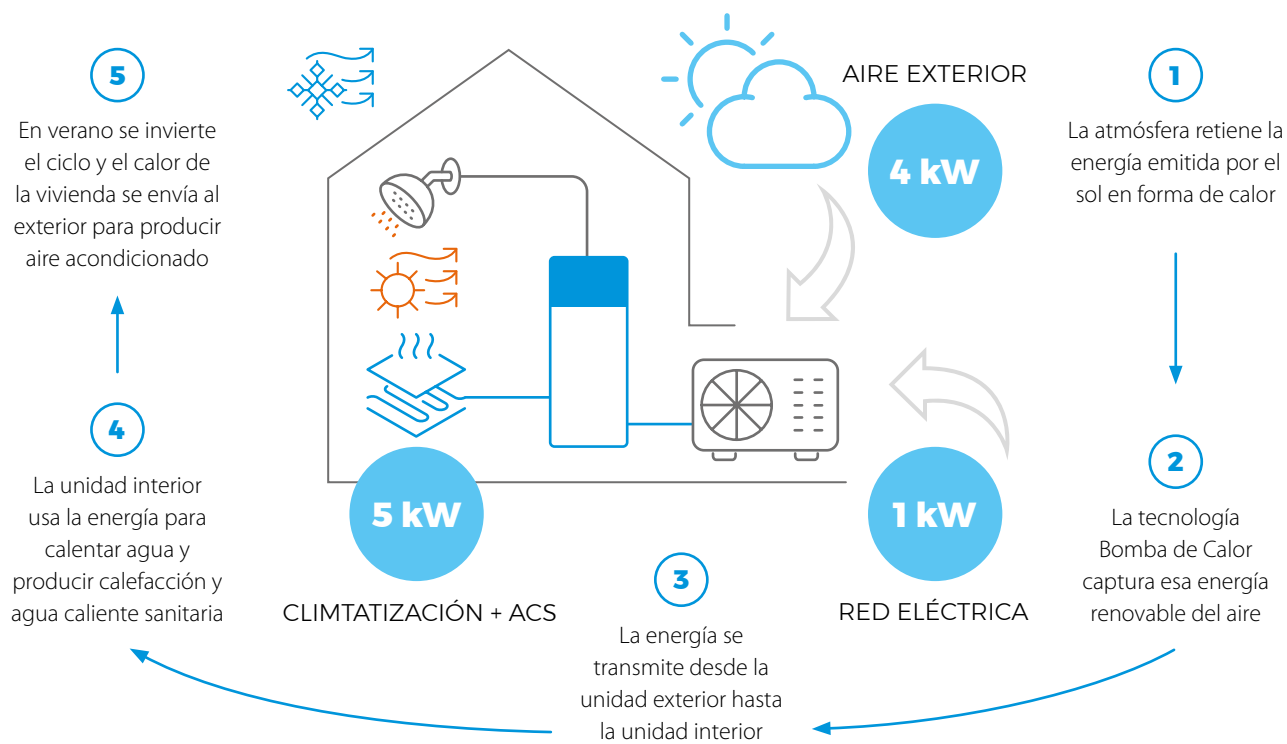 AIRE EXTERIOR
4 kW
1
La atmósfera retiene la
energía emitida por el
sol en forma de calor
2
La tecnología
Bomba de Calor
captura esa energía
renovable del aire
1 kW
RED ELÉCTRICA
3
La energía se
transmite desde la
unidad exterior hasta
la unidad interior
5 kW
CLIMTATIZACIÓN + ACS
4
La unidad interior
usa la energía para
calentar agua y
producir calefacción y
agua caliente sanitaria
5
En verano se invierte
el ciclo y el calor de
la vivienda se envía al
exterior para producir
aire acondicionado